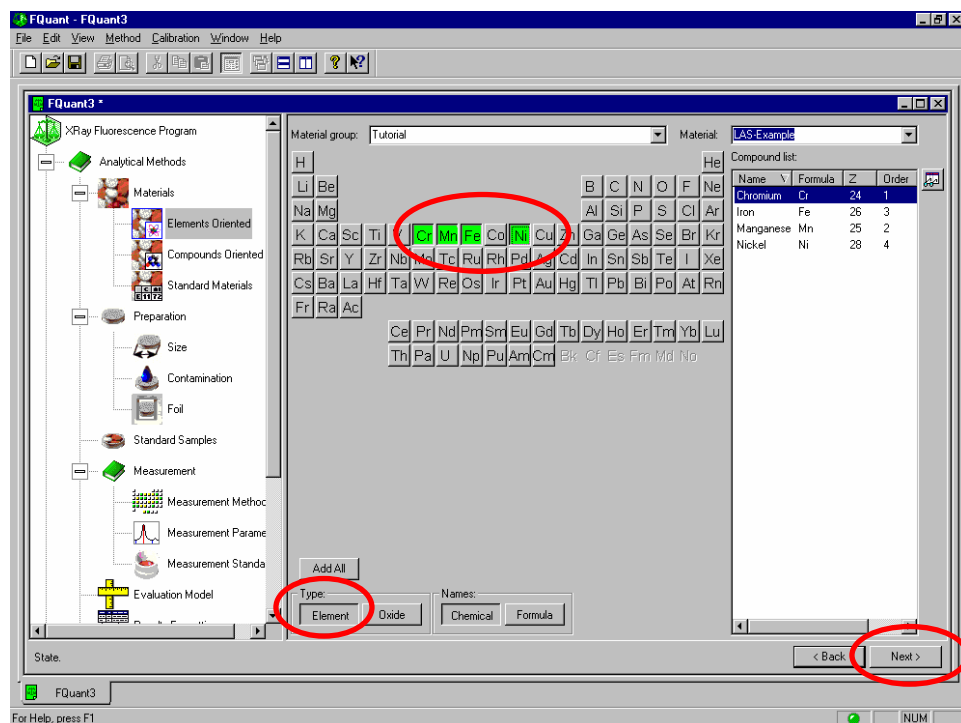 FQuant - FQuant3
File Edit View Method Calibration Window Help
FQuant3 *
XRay Fluorescence Program
Analytical Methods
Materials
Elements Oriented
Compounds Oriented
Standard Materials
Preparation
Size
Contamination
Foil
Standard Samples
Measurement
Measurement Methoc
Measurement Parame
Measurement Standa
Evaluation Model
Material group: Tutorial Material: LAS-Example
H He
Li Be B C N O F Ne
Na Mg Al Si P S Cl Ar
K Ca Sc Ti V Cr Mn Fe Co Ni Cu Zn Ga Ge As Se Br Kr
Rb Sr Y Zr Nb Mo Tc Ru Rh Pd Ag Cd In Sn Sb Te I Xe
Cs Ba La Hf Ta W Re Os Ir Pt Au Hg Tl Pb Bi Po At Rn
Fr Ra Ac
Ce Pr Nd Pm Sm Eu Gd Tb Dy Ho Er Tm Yb Lu
Th Pa U Np Pu Am Cm Bk Cf Es Fm Md No
Compound list:
Name Formula Z Order
Chromium Cr 24 1
Iron Fe 26 3
Manganese Mn 25 2
Nickel Ni 28 4
Add All
Type: Names:
Element Oxide Chemical Formula
State. < Back Next >
FQuant3
For Help, press F1 NUM